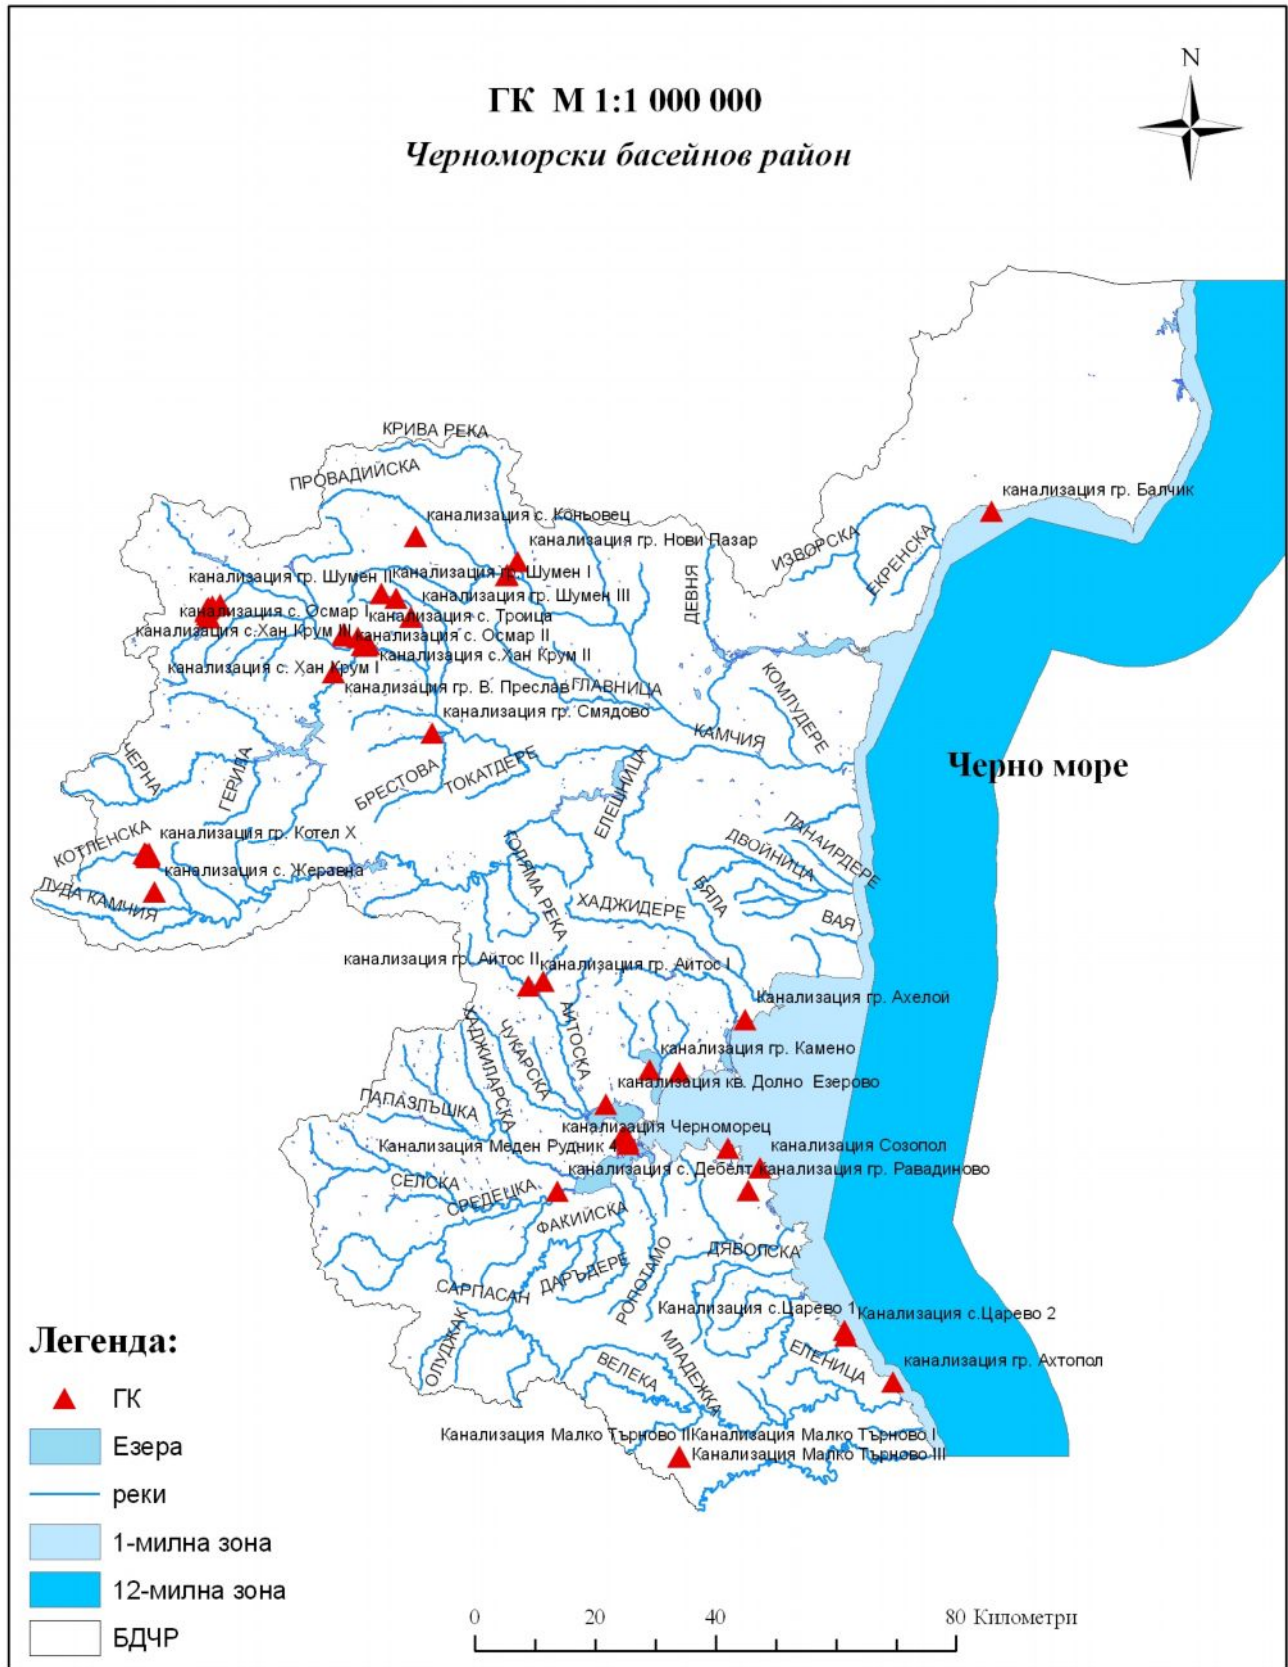 N
ГК М 1:1 000 000
Черноморски басейнов район
КРИВА РЕКА
ПРОВАДИЙСКА
канализация гр. Балчик
канализация с. Коньовец
канализация гр. Нови Пазар
ИЗВОРСКА
ЕКРЕНСКА
канализация гр. Шумен II
канализация гр. Шумен I
ДЕВНЯ
канализация гр. Шумен III
канализация с. Осмар I
канализация с. Троица
канализация с.Хан Крум III
канализация с. Осмар II
канализация с.Хан Крум II
канализация с. Хан Крум I
канализация гр. В. Преслав
ГЛАВНИЦА
КОМЛУДЕРЕ
канализация гр. Смядово
КАМЧИЯ
Черно море
ЧЕРНА
ГЕРИЛА
БРЕСТОВА
ТОКАТДЕРЕ
ЕЛЕШНИЦА
КОТЛЕНСКА
канализация гр. Котел X
ПАНАИРДЕРЕ
ДВОЙНИЦА
канализация с. Жеравна
ЛУДА КАМЧИЯ
ГОЛЯМА РЕКА
ХАДЖИДЕРЕ
БЯЛА
ВАЯ
канализация гр. Айтос II
канализация гр. Айтос I
Канализация гр. Ахелой
ХАДЖИЛАРСКА
ЧУКАРСКА
АЙТОСКА
канализация гр. Камено
канализация кв. Долно Езерово
ПАПАЗЛЪШКА
канализация Черноморец
Канализация Меден Рудник 4
канализация Созопол
канализация с. Дебелт
канализация гр. Равадиново
СЕЛСКА
СРЕДЕЦКА
ФАКИЙСКА
ДЯВОЛСКА
САРПАСАН
ДАРЪДЕРЕ
РОПОТАМО
Канализация с.Царево 1
Канализация с.Царево 2
ОЛУДЖАК
ВЕЛЕКА
МЛАДЕЖКА
ЕЛЕНИЦА
канализация гр. Ахтопол
Канализация Малко Търново II
Канализация Малко Търново I
Канализация Малко Търново III
Легенда:
ГК
Езера
реки
1-милна зона
12-милна зона
БДЧР
0 20 40 80 Километри